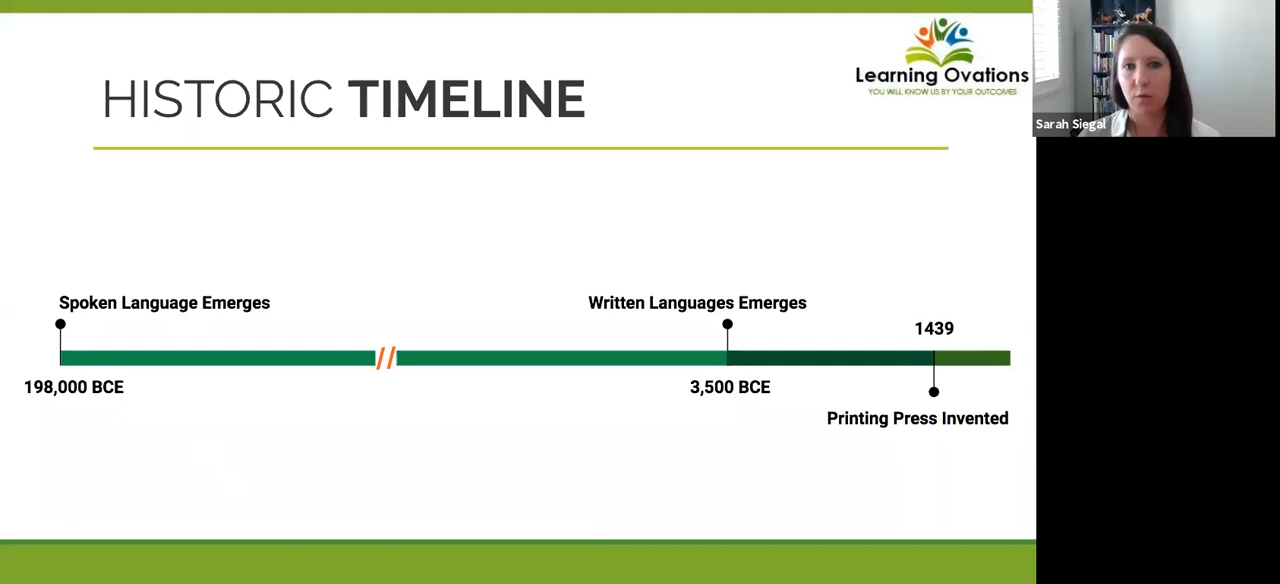 HISTORIC TIMELINE
Learning Ovations
YOU WILL KNOW US BY YOUR OUTCOMES
Sarah Siegal
Spoken Language Emerges
Written Languages Emerges
1439
//
198,000 BCE
3,500 BCE
Printing Press Invented